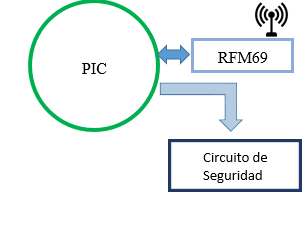 PIC
RFM69
Circuito de
Seguridad